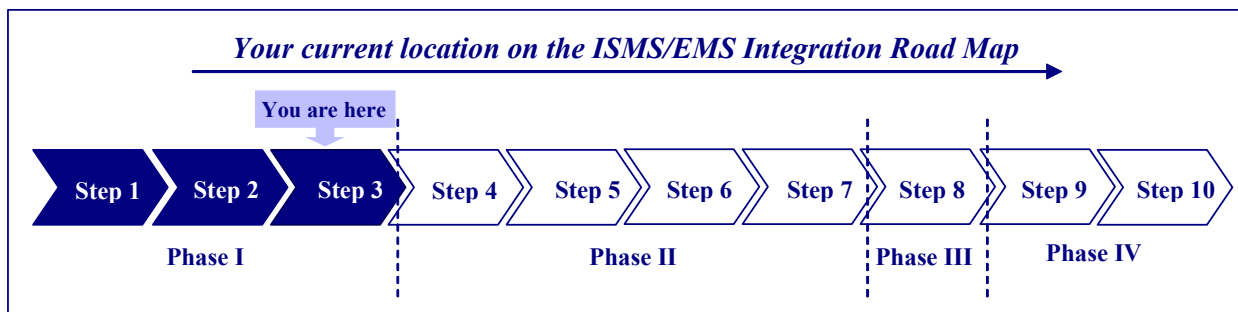 Your current location on the ISMS/EMS Integration Road Map
You are here
Step 1 Step 2 Step 3 Step 4 Step 5 Step 6 Step 7 Step 8 Step 9 Step 10
Phase I Phase II Phase III Phase IV